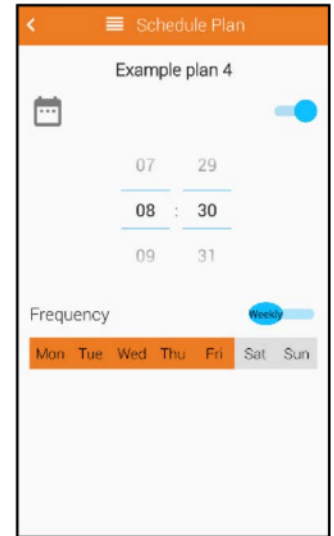 Schedule Plan
Example plan 4
07 29
08 : 30
09 31
Frequency Weekly
Mon Tue Wed Thu Fri Sat Sun